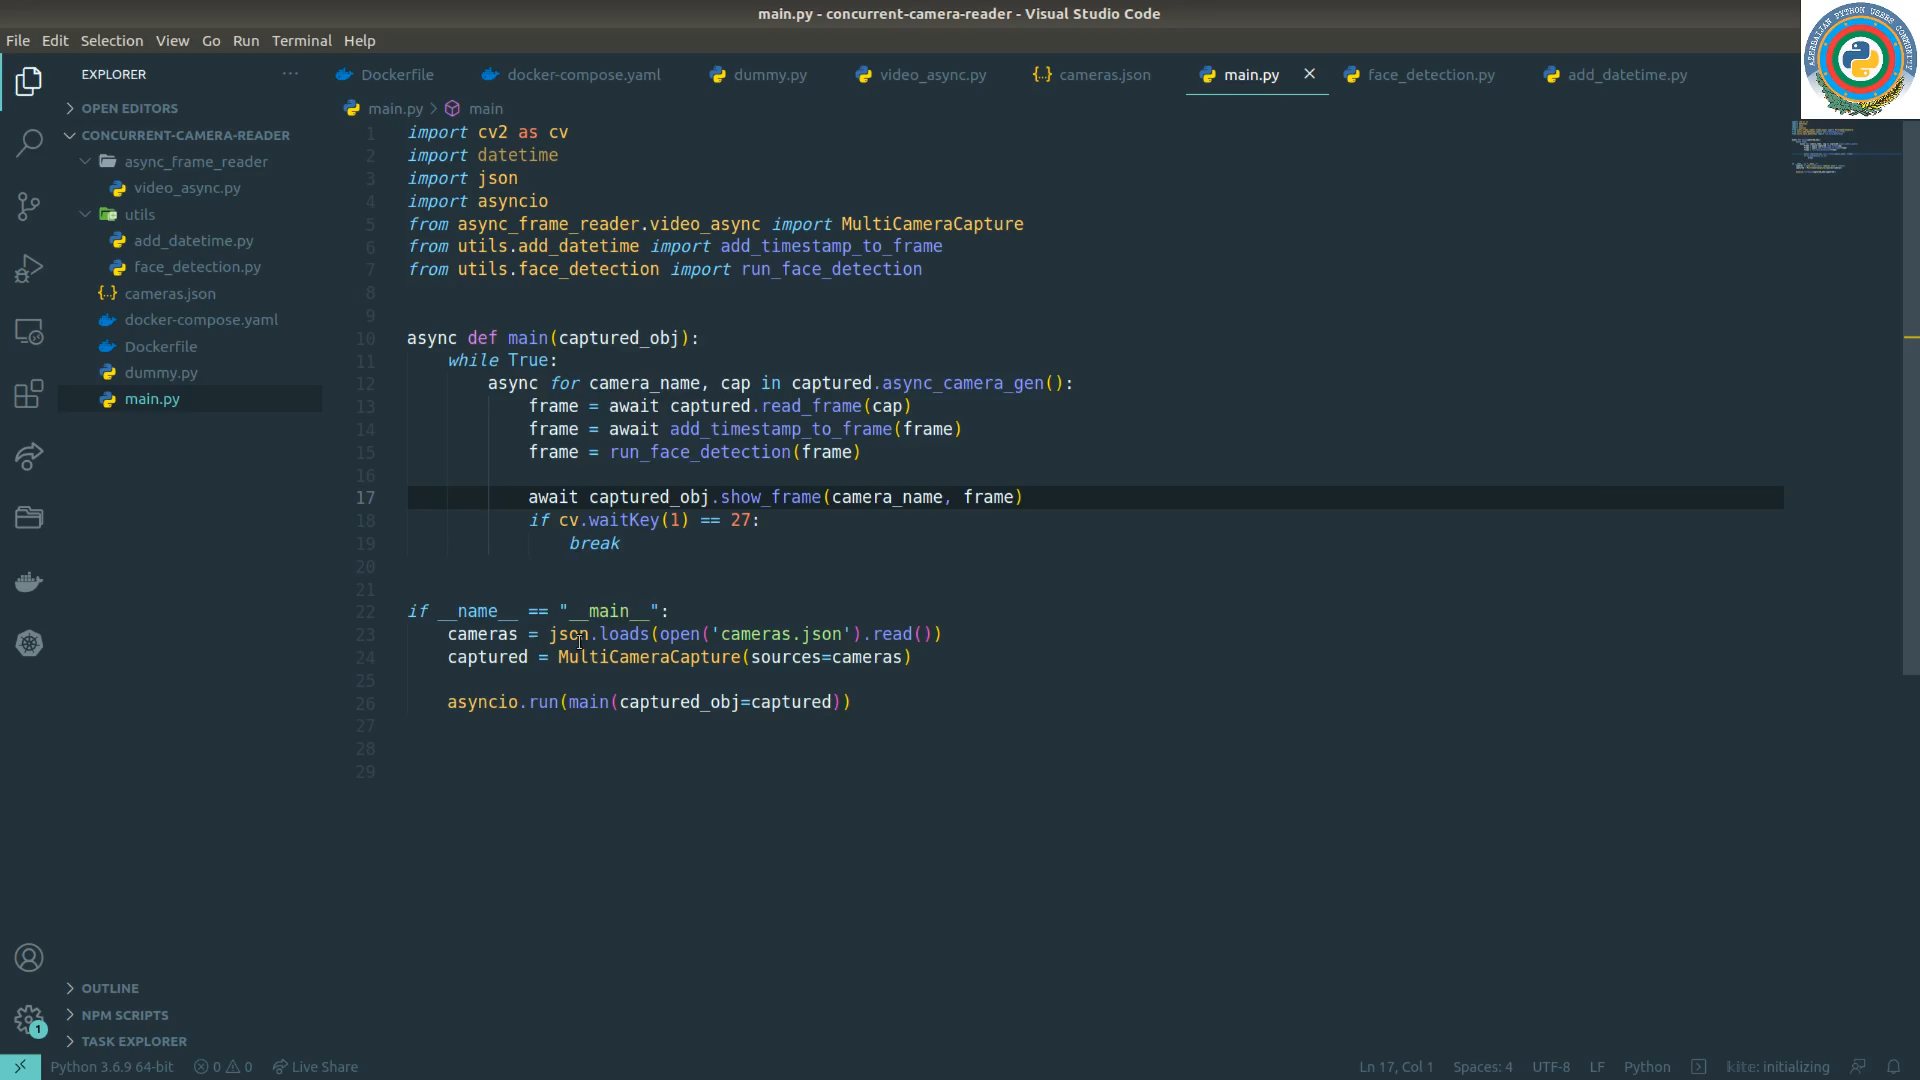 main.py - concurrent-camera-reader - Visual Studio Code
File Edit Selection View Go Run Terminal Help
AZERBAIJAN PYTHON USERS COMMUNITY
EXPLORER
Dockerfile docker-compose.yaml dummy.py video_async.py cameras.json main.py face_detection.py add_datetime.py
OPEN EDITORS
CONCURRENT-CAMERA-READER
async_frame_reader
video_async.py
utils
add_datetime.py
face_detection.py
cameras.json
docker-compose.yaml
Dockerfile
dummy.py
main.py
main.py > main
1 import cv2 as cv
2 import datetime
3 import json
4 import asyncio
5 from async_frame_reader.video_async import MultiCameraCapture
6 from utils.add_datetime import add_timestamp_to_frame
7 from utils.face_detection import run_face_detection
8
9
10 async def main(captured_obj):
11     while True:
12         async for camera_name, cap in captured.async_camera_gen():
13             frame = await captured.read_frame(cap)
14             frame = await add_timestamp_to_frame(frame)
15             frame = run_face_detection(frame)
16
17             await captured_obj.show_frame(camera_name, frame)
18             if cv.waitKey(1) == 27:
19                 break
20
21
22 if __name__ == "__main__":
23     cameras = json.loads(open('cameras.json').read())
24     captured = MultiCameraCapture(sources=cameras)
25
26     asyncio.run(main(captured_obj=captured))
27
28
29
OUTLINE
NPM SCRIPTS
TASK EXPLORER
1
Python 3.6.9 64-bit 0 0 Live Share Ln 17, Col 1 Spaces: 4 UTF-8 LF Python kite: initializing